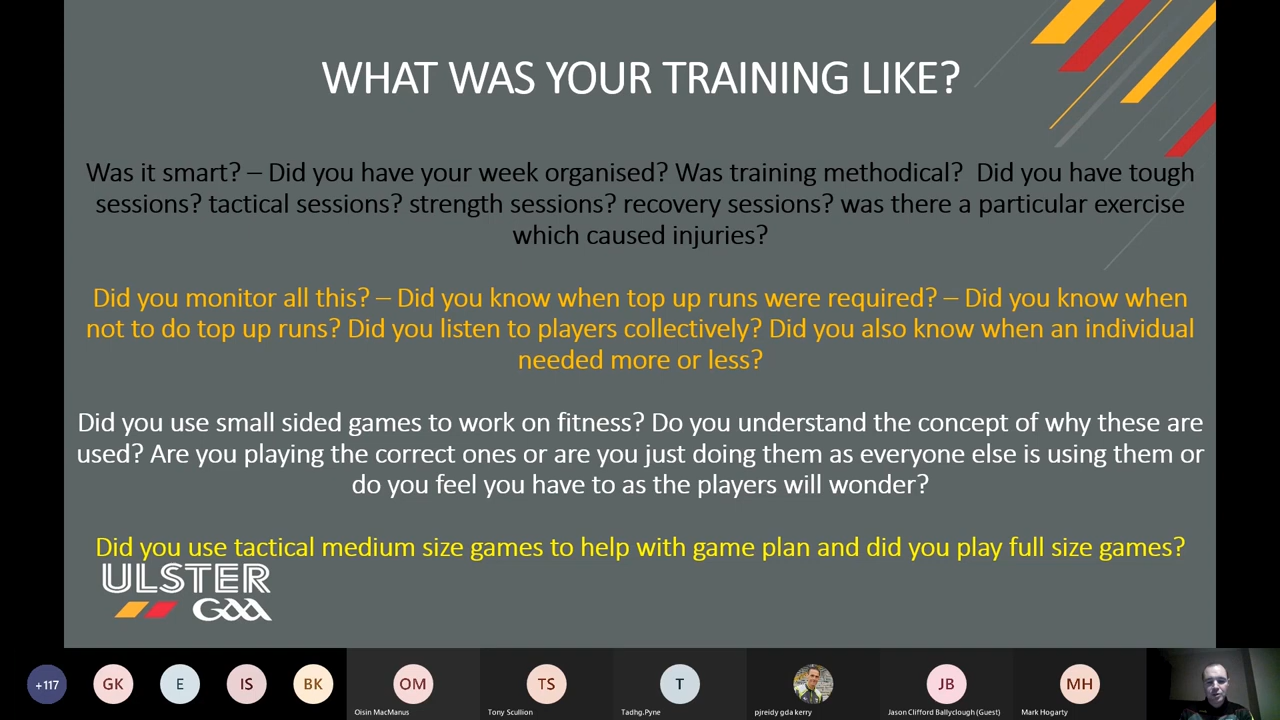 WHAT WAS YOUR TRAINING LIKE?
Was it smart? – Did you have your week organised? Was training methodical?  Did you have tough
sessions? tactical sessions? strength sessions? recovery sessions? was there a particular exercise
which caused injuries?
Did you monitor all this? – Did you know when top up runs were required? – Did you know when
not to do top up runs? Did you listen to players collectively? Did you also know when an individual
needed more or less?
Did you use small sided games to work on fitness? Do you understand the concept of why these are
used? Are you playing the correct ones or are you just doing them as everyone else is using them or
do you feel you have to as the players will wonder?
Did you use tactical medium size games to help with game plan and did you play full size games?
ULSTER
GAA
+117
GK
E
IS
BK
OM
TS
T
JB
MH
Oisin MacManus
Tony Scullion
Tadhg.Pyne
pjreidy gda kerry
Jason Clifford Ballyclough (Guest)
Mark Hogarty